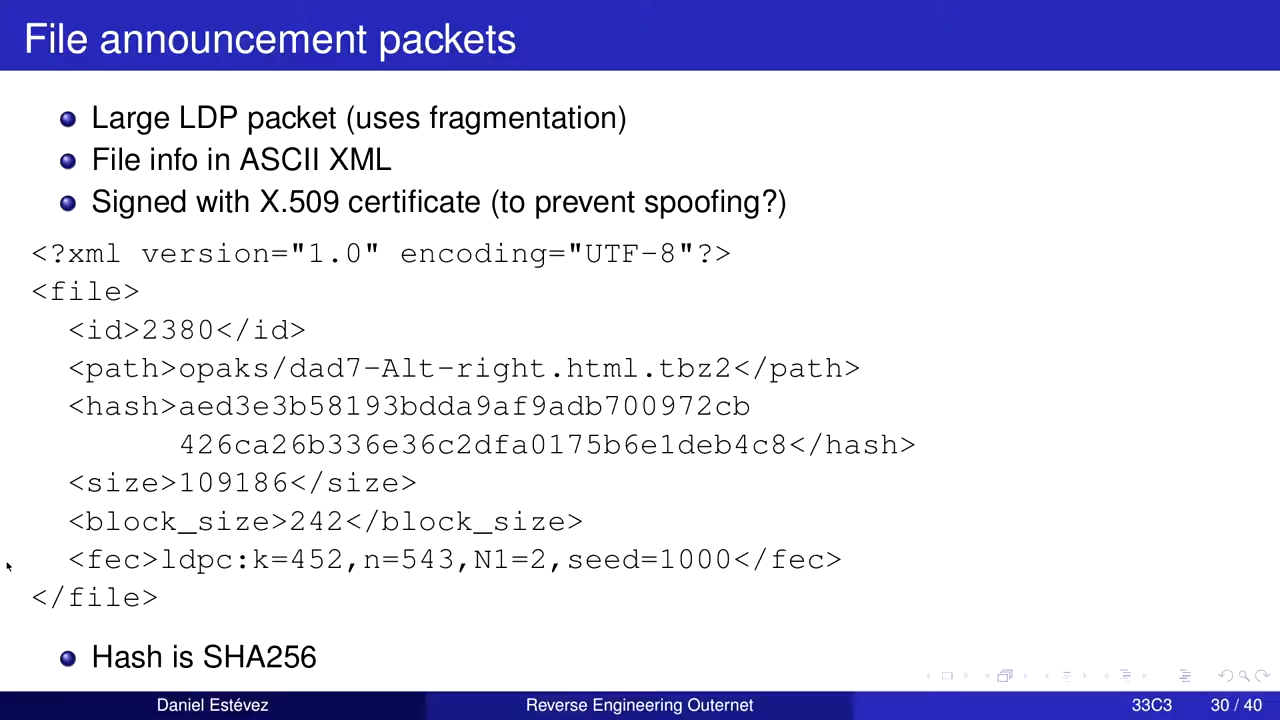 File announcement packets
Large LDP packet (uses fragmentation)
File info in ASCII XML
Signed with X.509 certificate (to prevent spoofing?)
<?xml version="1.0" encoding="UTF-8"?>
<file>
  <id>2380</id>
  <path>opaks/dad7-Alt-right.html.tbz2</path>
  <hash>aed3e3b58193bdda9af9adb700972cb
        426ca26b336e36c2dfa0175b6e1deb4c8</hash>
  <size>109186</size>
  <block_size>242</block_size>
  <fec>ldpc:k=452,n=543,N1=2,seed=1000</fec>
</file>
Hash is SHA256
Daniel Estévez Reverse Engineering Outernet 33C3 30 / 40